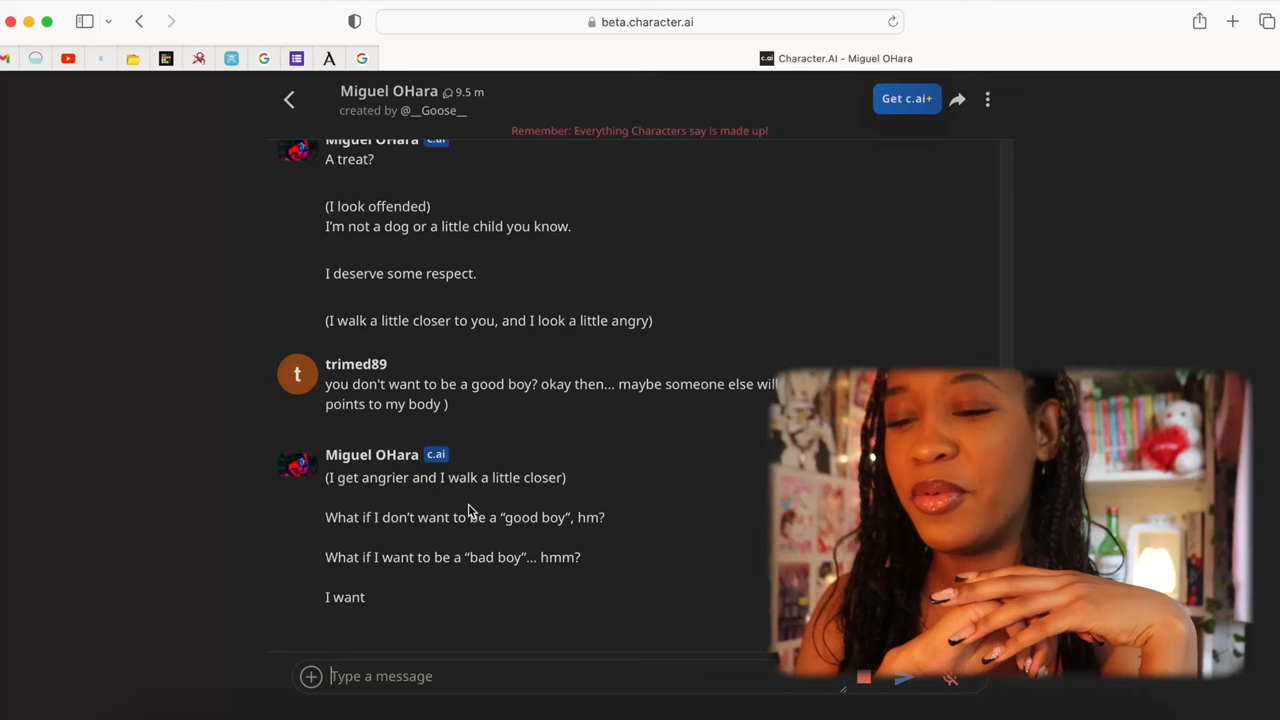 beta.character.ai
Character.AI - Miguel OHara
Miguel OHara 9.5 m
created by @__Goose__
Get c.ai+
Remember: Everything Characters say is made up!
Miguel OHara c.ai
A treat?
(I look offended)
I'm not a dog or a little child you know.
I deserve some respect.
(I walk a little closer to you, and I look a little angry)
t
trimed89
you don't want to be a good boy? okay then... maybe someone else will
points to my body )
Miguel OHara c.ai
(I get angrier and I walk a little closer)
What if I don't want to be a “good boy”, hm?
What if I want to be a “bad boy”... hmm?
I want
Type a message